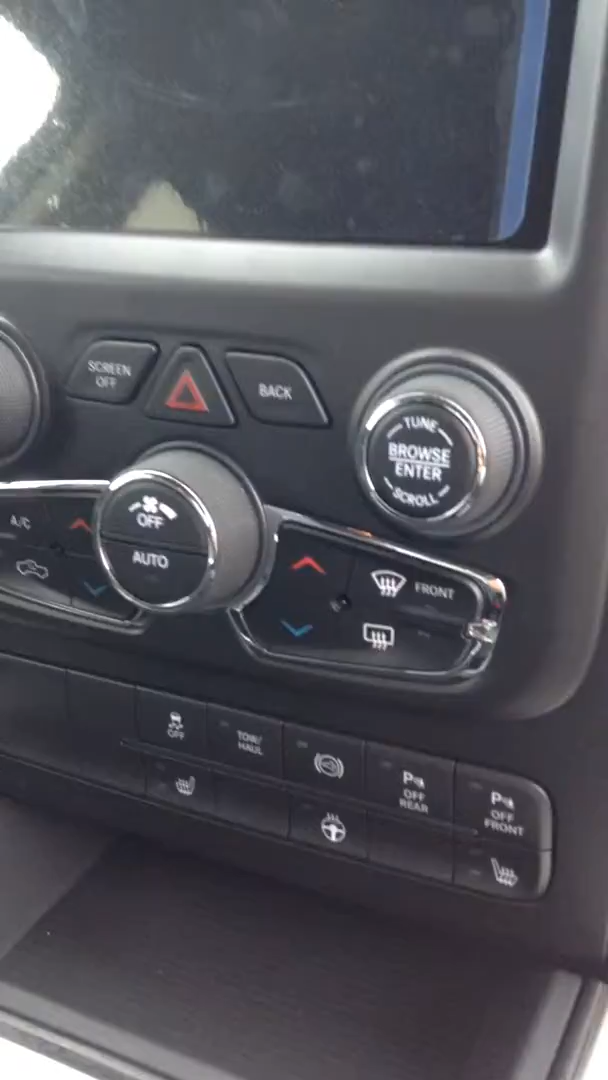 SCREEN
OFF
BACK
TUNE
BROWSE
ENTER
SCROLL
A/C
OFF
AUTO
FRONT
OFF
TOW/
HAUL
P
OFF
REAR
P
OFF
FRONT